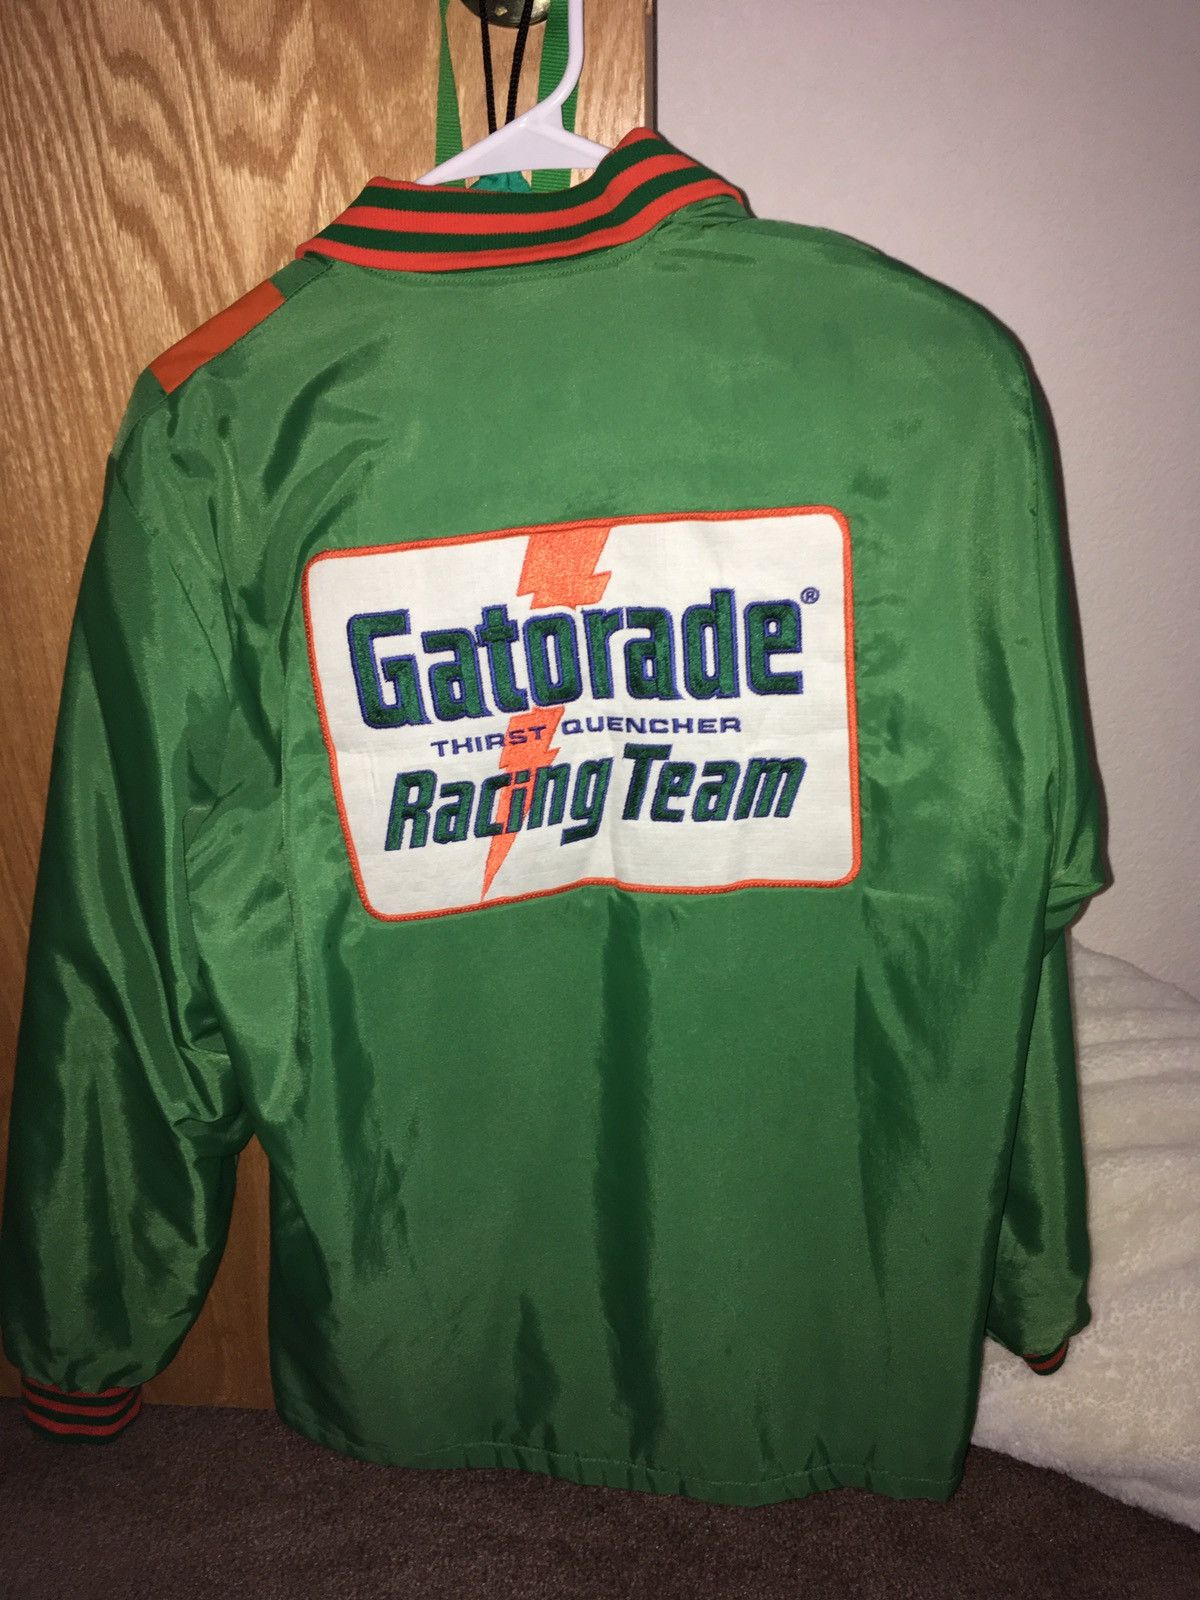 Gatorade®
THIRST QUENCHER
Racing Team